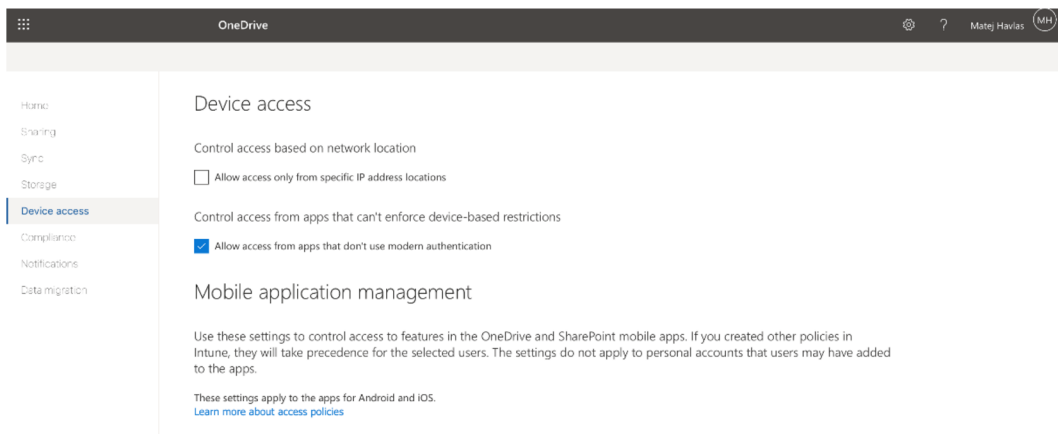 OneDrive
? Matej Havlas MH
Home
Sharing
Sync
Storage
Device access
Compliance
Notifications
Data migration
Device access
Control access based on network location
Allow access only from specific IP address locations
Control access from apps that can't enforce device-based restrictions
Allow access from apps that don't use modern authentication
Mobile application management
Use these settings to control access to features in the OneDrive and SharePoint mobile apps. If you created other policies in
Intune, they will take precedence for the selected users. The settings do not apply to personal accounts that users may have added
to the apps.
These settings apply to the apps for Android and iOS.
Learn more about access policies